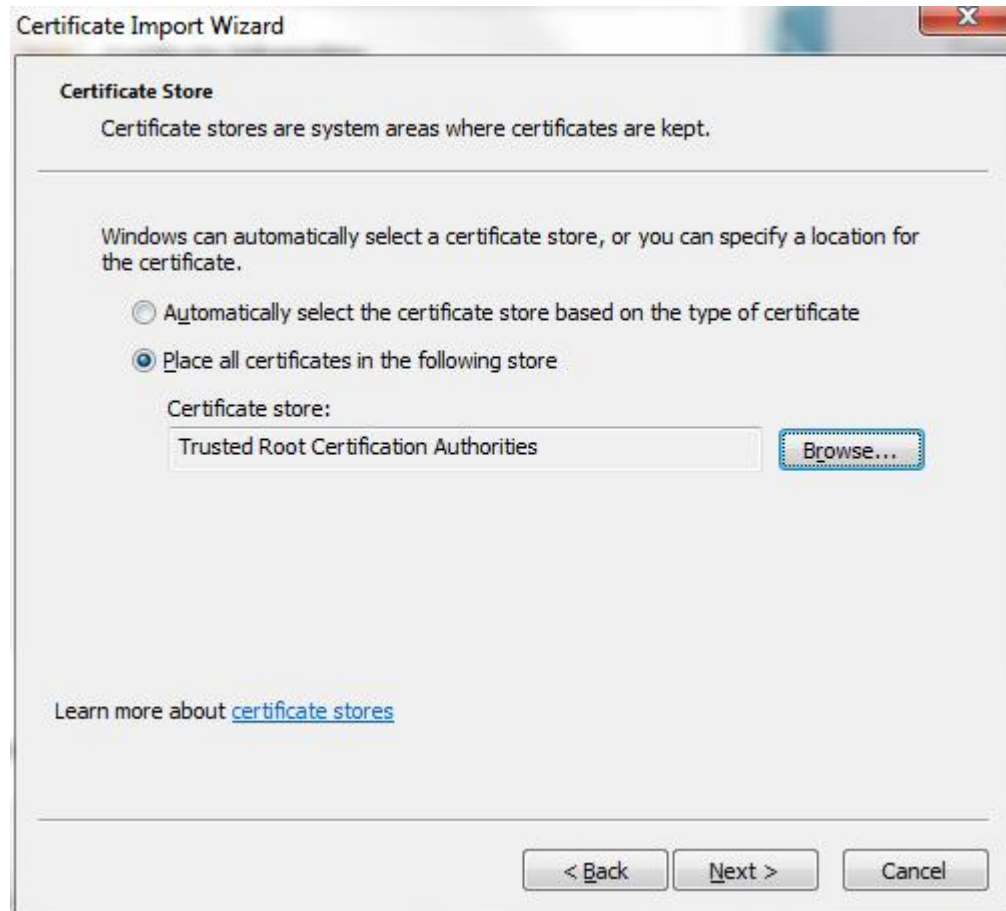 Certificate Import Wizard
Certificate Store
Certificate stores are system areas where certificates are kept.
Windows can automatically select a certificate store, or you can specify a location for
the certificate.
Automatically select the certificate store based on the type of certificate
Place all certificates in the following store
Certificate store:
Trusted Root Certification Authorities
Browse...
Learn more about certificate stores
< Back Next > Cancel